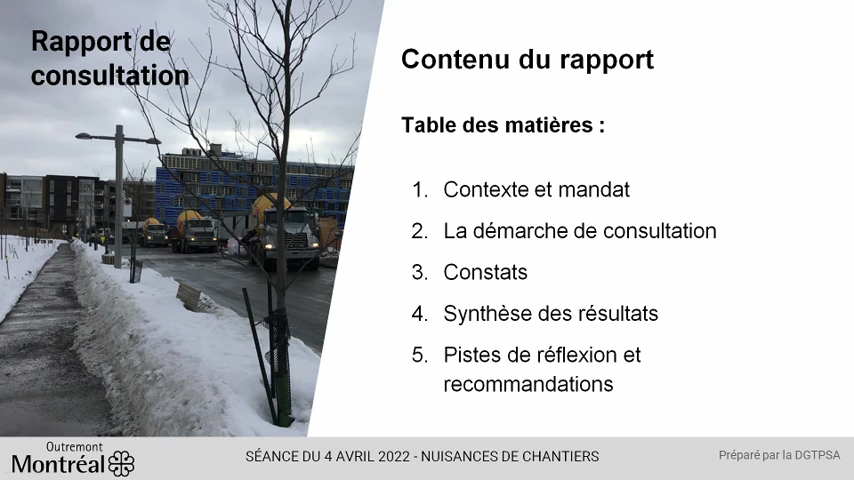 Rapport de
consultation
Contenu du rapport
Table des matières :
1. Contexte et mandat
2. La démarche de consultation
3. Constats
4. Synthèse des résultats
5. Pistes de réflexion et
recommandations
Outremont
Montréal
SÉANCE DU 4 AVRIL 2022 - NUISANCES DE CHANTIERS
Préparé par la DGTPSA